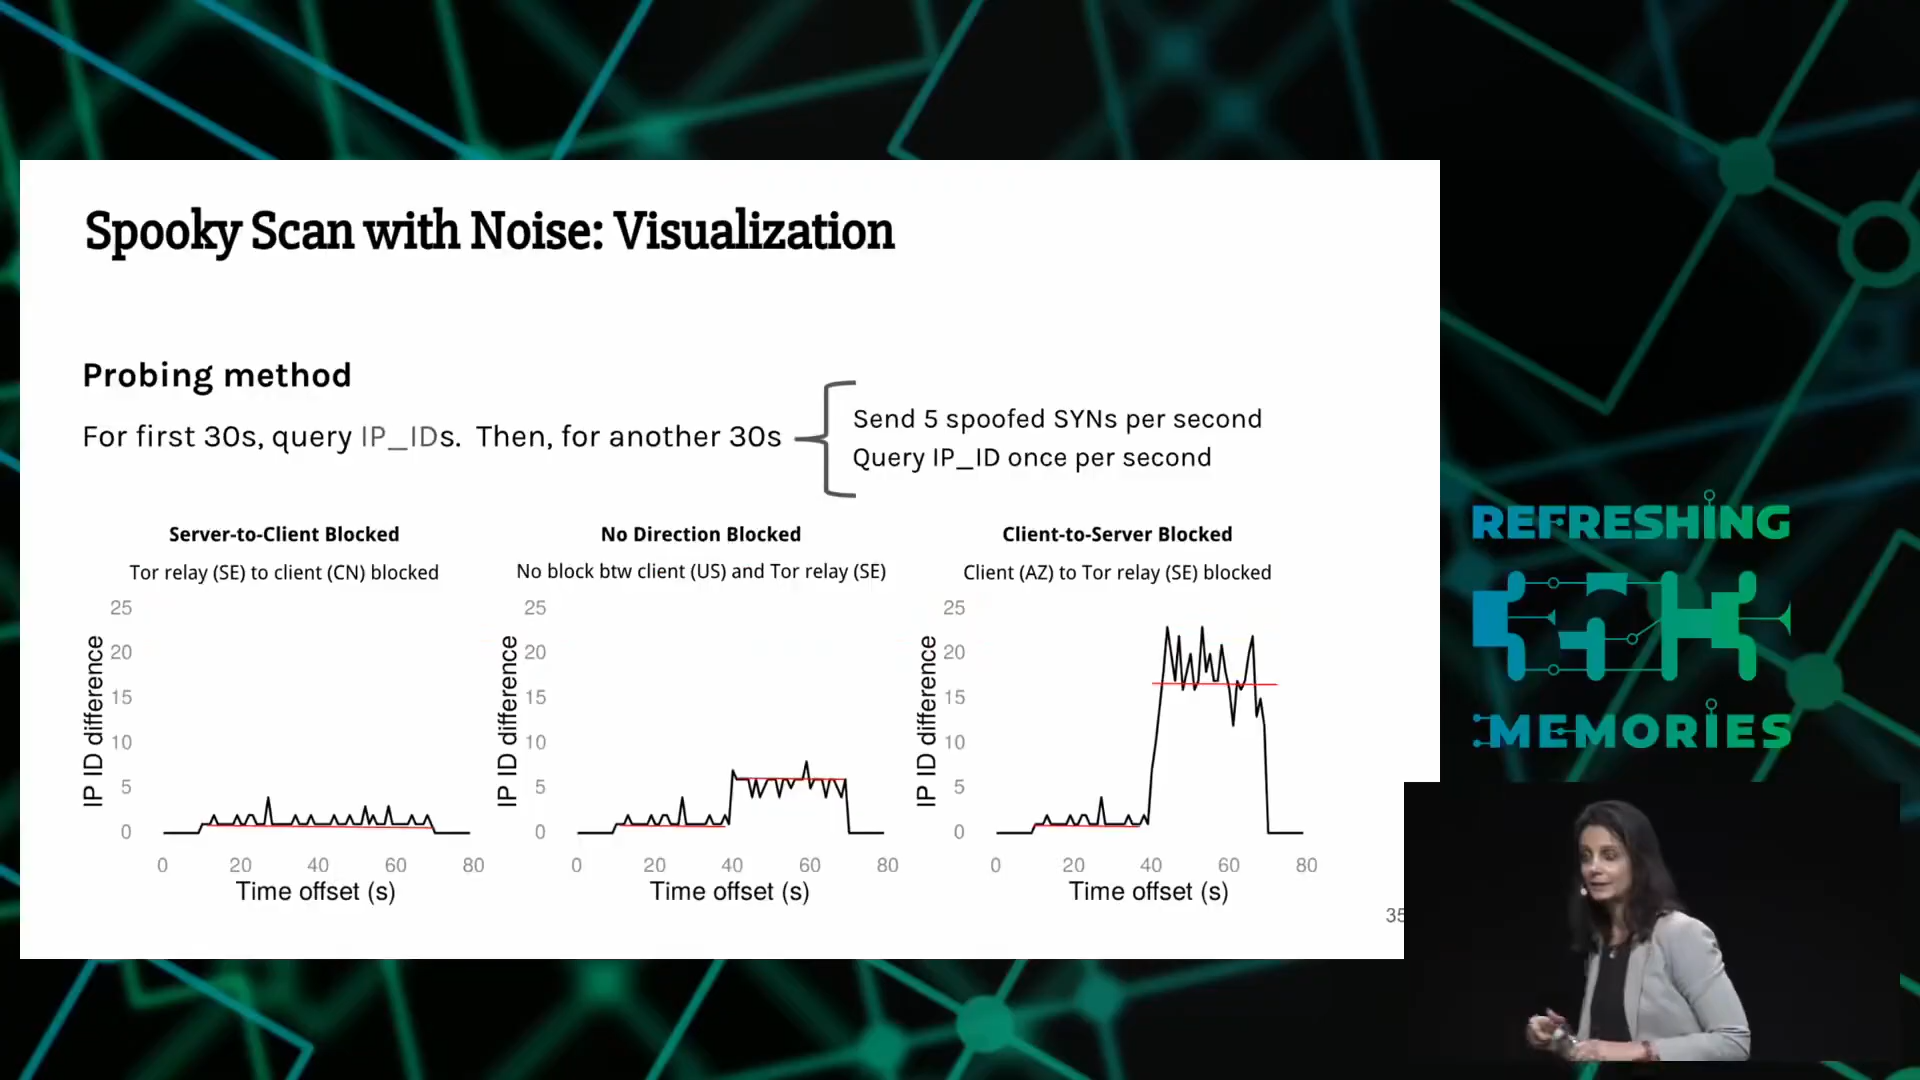 Spooky Scan with Noise: Visualization
Probing method
For first 30s, query IP_IDs. Then, for another 30s
Send 5 spoofed SYNs per second
Query IP_ID once per second
Server-to-Client Blocked
Tor relay (SE) to client (CN) blocked
25
20
15
10
5
0
IP ID difference
0 20 40 60 80
Time offset (s)
No Direction Blocked
No block btw client (US) and Tor relay (SE)
25
20
15
10
5
0
IP ID difference
0 20 40 60 80
Time offset (s)
Client-to-Server Blocked
Client (AZ) to Tor relay (SE) blocked
25
20
15
10
5
0
IP ID difference
0 20 40 60 80
Time offset (s)
35
REFRESHING
MEMORIES